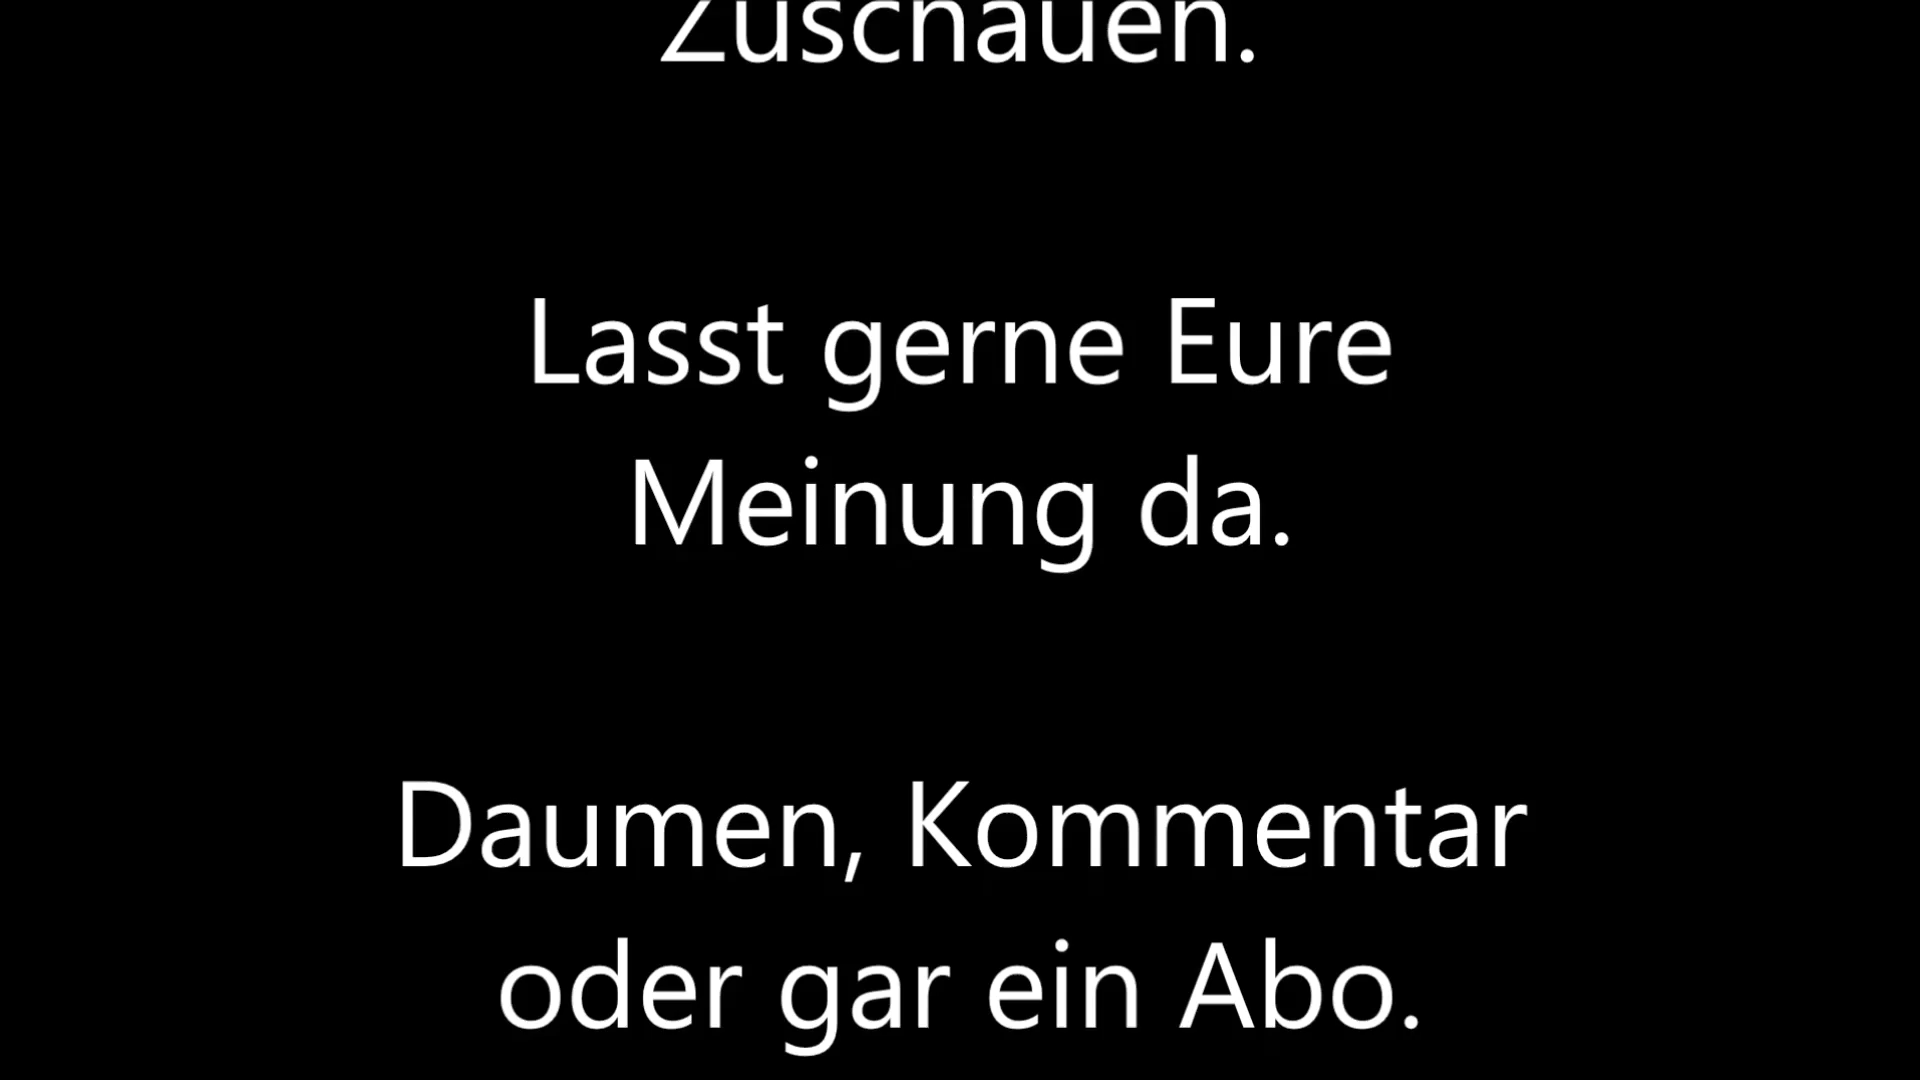 Zuschauen.
Lasst gerne Eure
Meinung da.
Daumen, Kommentar
oder gar ein Abo.